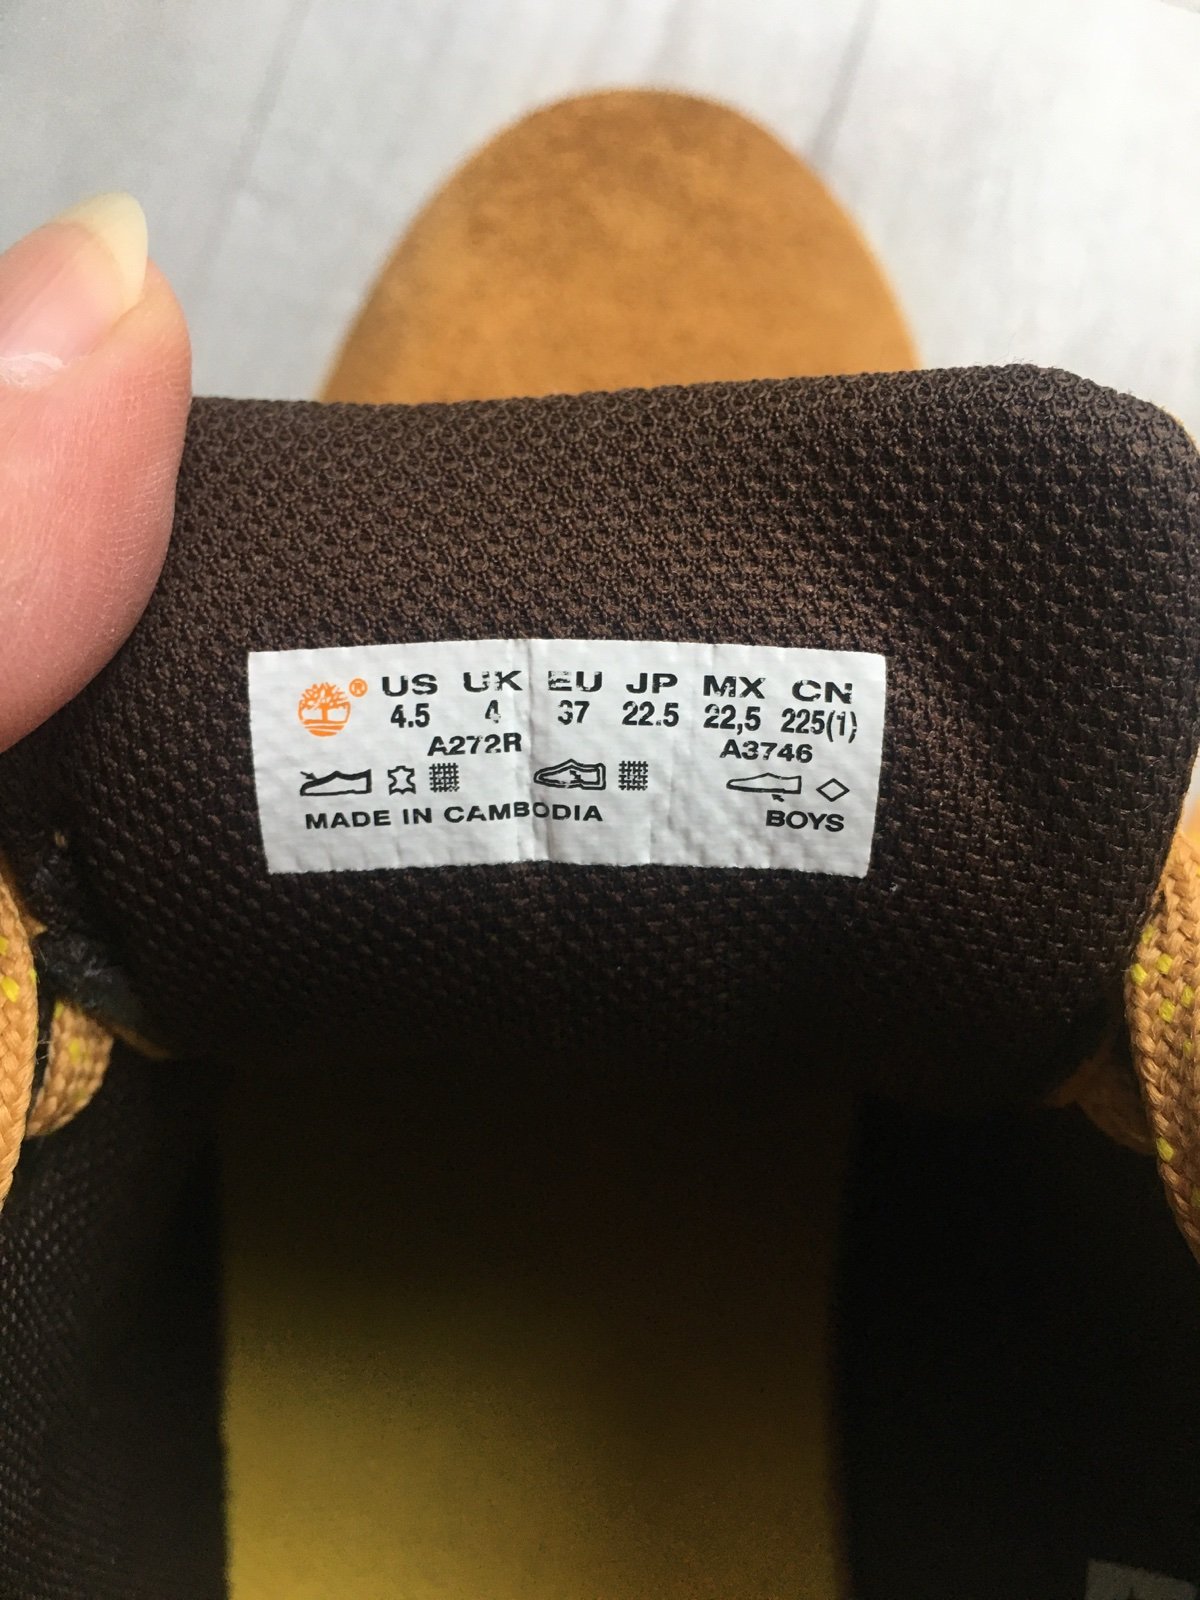 ® US UK EU JP MX CN
4.5 4 37 22.5 22,5 225(1)
A272R A3746
MADE IN CAMBODIA BOYS